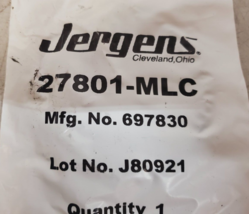 Jergens®
Cleveland, Ohio
27801-MLC
Mfg. No. 697830
Lot No. J80921
Quantity 1